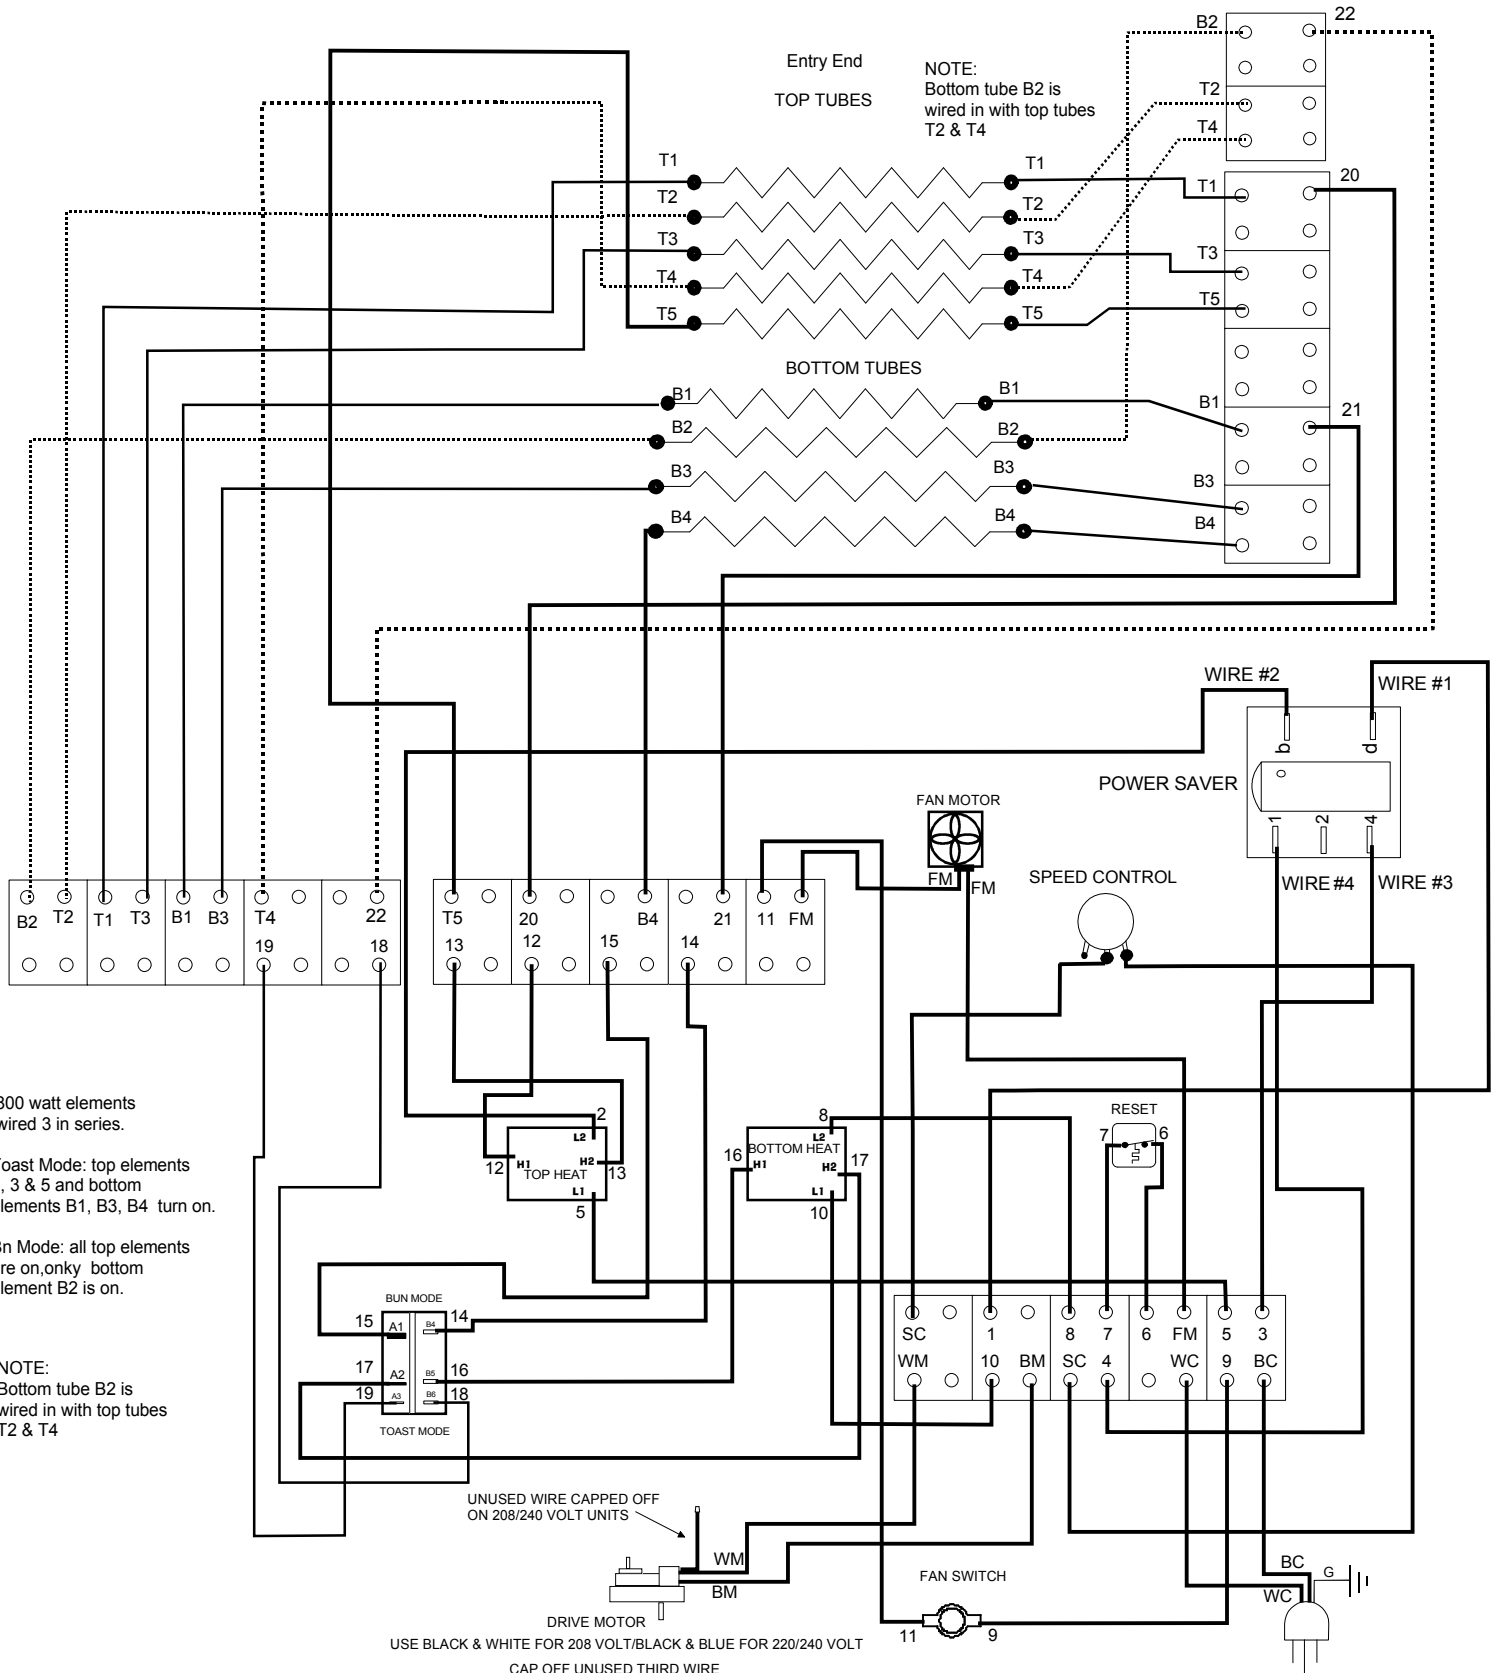 B2 22
Entry End
TOP TUBES
NOTE:
Bottom tube B2 is
wired in with top tubes
T2 & T4
T2
T4
T1 T1 T1 20
T2 T2
T3 T3 T3
T4 T4
T5 T5 T5
BOTTOM TUBES
B1 B1 B1 21
B2 B2
B3 B3 B3
B4 B4 B4
WIRE #2 WIRE #1
b d
POWER SAVER
1 2 4
WIRE #4 WIRE #3
FAN MOTOR
FM FM
SPEED CONTROL
B2 T2 T1 T3 B1 B3 T4 22
19 18
T5 20 B4 21 11 FM
13 12 15 14
300 watt elements
wired 3 in series.
Toast Mode: top elements
, 3 & 5 and bottom
lements B1, B3, B4 turn on.
Bn Mode: all top elements
re on,onky bottom
lement B2 is on.
2
L2
12 H1 H2 13
TOP HEAT
L1
5
8
L2
BOTTOM HEAT
16 H1 H2 17
L1
10
RESET
7 6
BUN MODE
15 A1 B4 14
17 A2 B5 16
19 A3 B6 18
TOAST MODE
NOTE:
Bottom tube B2 is
wired in with top tubes
T2 & T4
SC 1 8 7 6 FM 5 3
WM 10 BM SC 4 WC 9 BC
UNUSED WIRE CAPPED OFF
ON 208/240 VOLT UNITS
WM
BM
DRIVE MOTOR
FAN SWITCH
11 9
BC
WC
G
USE BLACK & WHITE FOR 208 VOLT/BLACK & BLUE FOR 220/240 VOLT
CAP OFF UNUSED THIRD WIRE